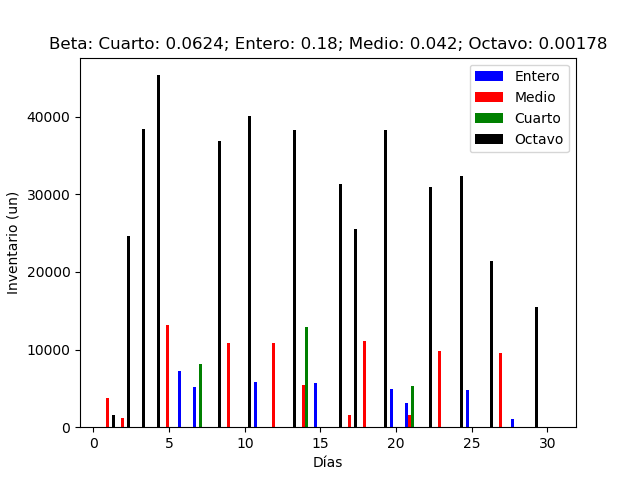 Beta: Cuarto: 0.0624; Entero: 0.18; Medio: 0.042; Octavo: 0.00178
Entero
Medio
Cuarto
Octavo
Inventario (un)
40000
30000
20000
10000
0
0 5 10 15 20 25 30
Días